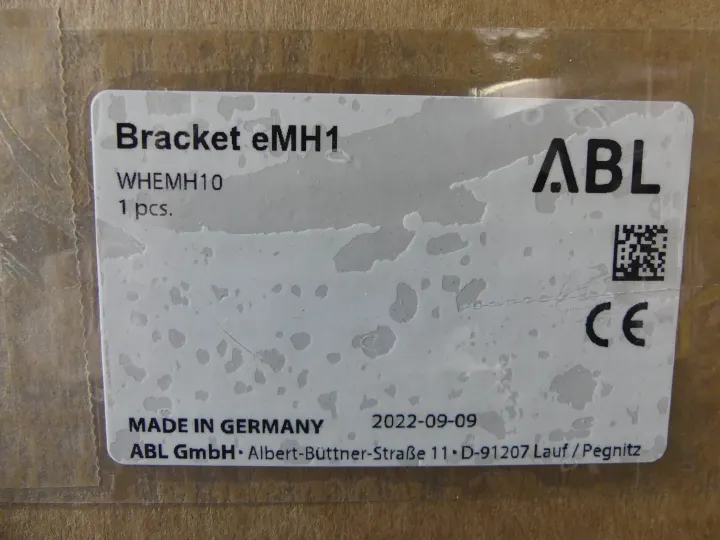 Bracket eMH1
ABL
WHEMH10
1 pcs.
CE
MADE IN GERMANY 2022-09-09
ABL GmbH • Albert-Büttner-Straße 11 • D-91207 Lauf / Pegnitz